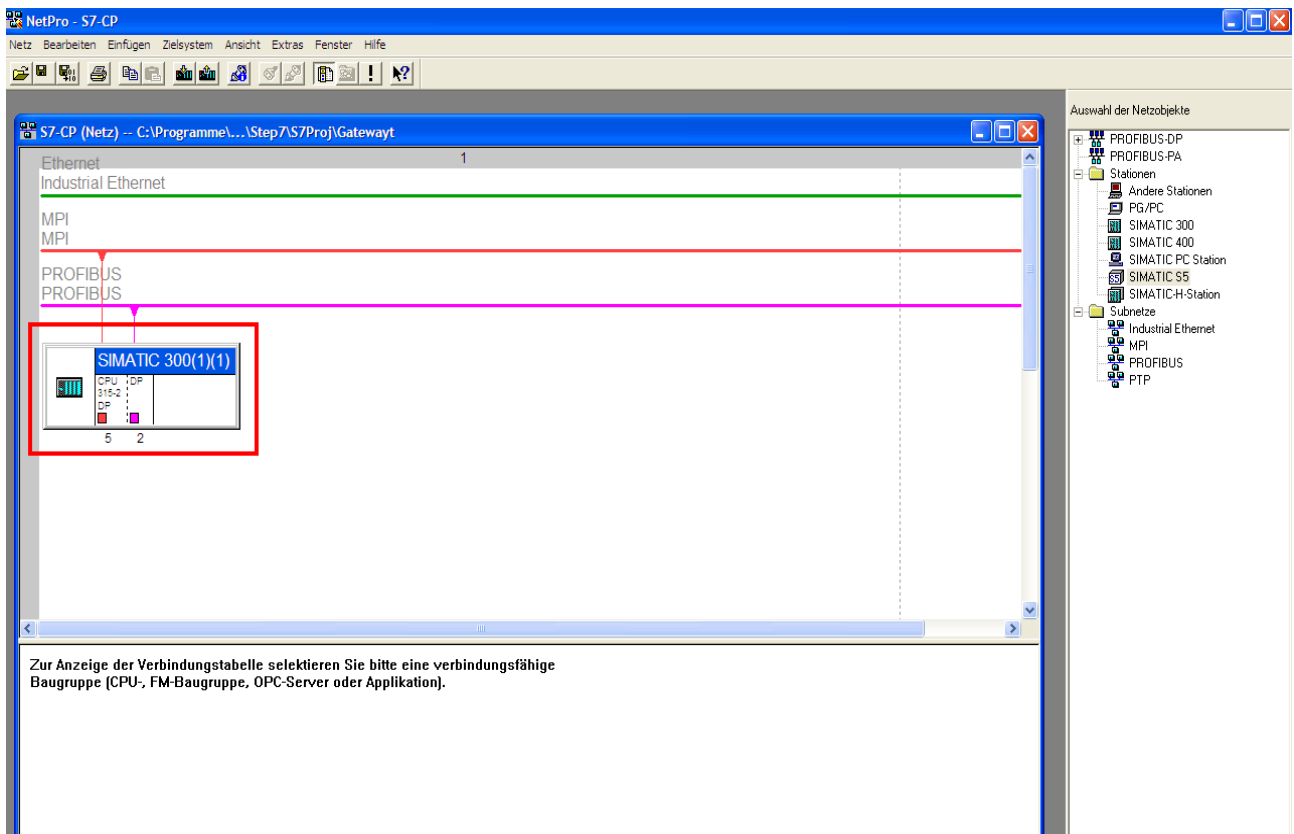 NetPro - S7-CP
Netz Bearbeiten Einfügen Zielsystem Ansicht Extras Fenster Hilfe
S7-CP (Netz) -- C:\Programme\...\Step7\S7Proj\Gatewayt
Ethernet
1
Industrial Ethernet
MPI
MPI
PROFIBUS
PROFIBUS
SIMATIC 300(1)(1)
CPU DP
315-2
DP
5 2
Zur Anzeige der Verbindungstabelle selektieren Sie bitte eine verbindungsfähige
Baugruppe (CPU-, FM-Baugruppe, OPC-Server oder Applikation).
Auswahl der Netzobjekte
PROFIBUS-DP
PROFIBUS-PA
Stationen
Andere Stationen
PG/PC
SIMATIC 300
SIMATIC 400
SIMATIC PC Station
SIMATIC S5
SIMATIC-H-Station
Subnetze
Industrial Ethernet
MPI
PROFIBUS
PTP